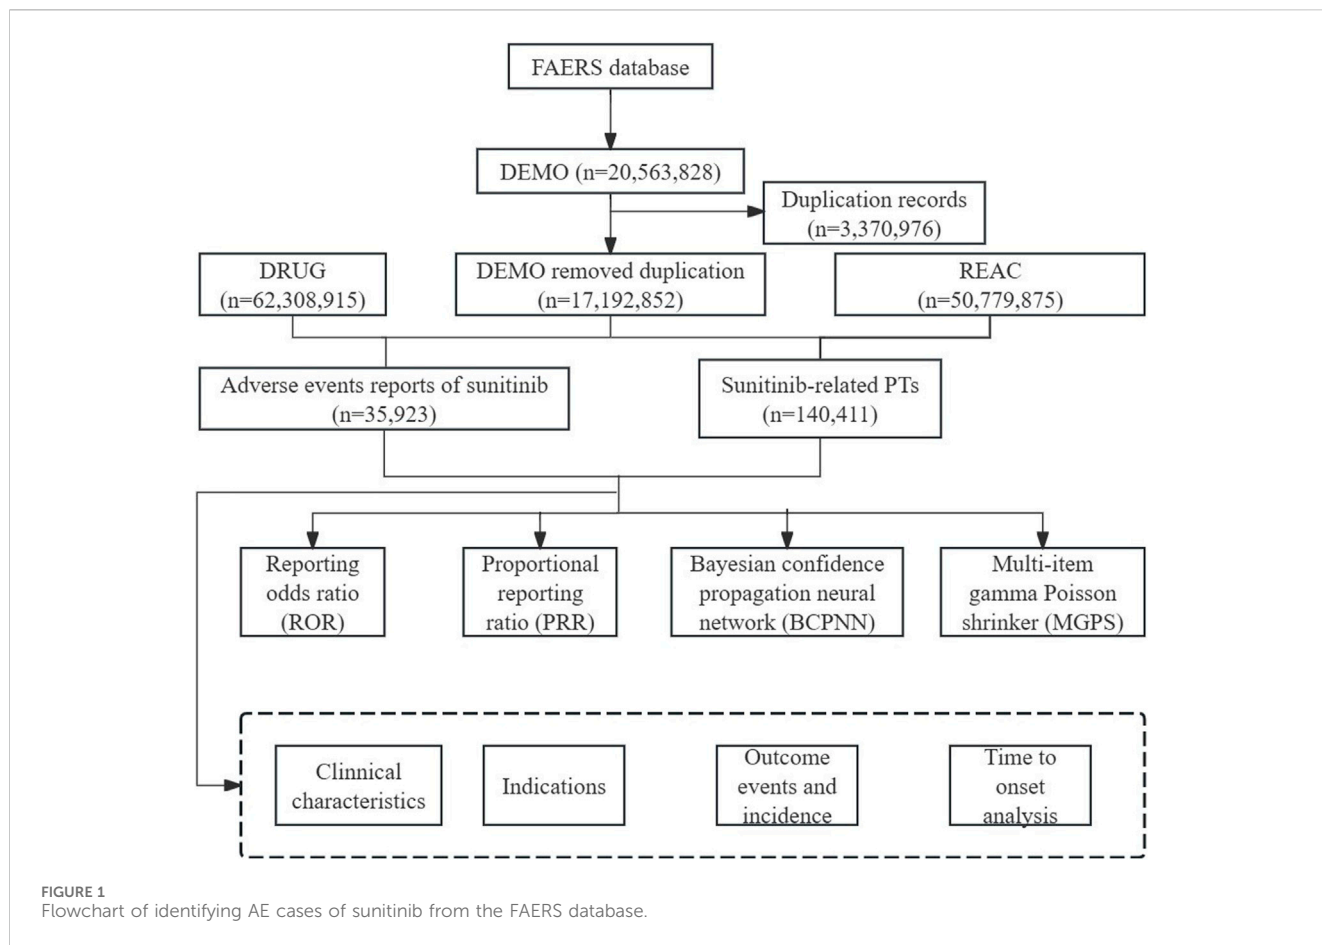 FAERS database
DEMO (n=20,563,828)
Duplication records
(n=3,370,976)
DRUG
(n=62,308,915)
DEMO removed duplication
(n=17,192,852)
REAC
(n=50,779,875)
Adverse events reports of sunitinib
(n=35,923)
Sunitinib-related PTs
(n=140,411)
Reporting
odds ratio
(ROR)
Proportional
reporting
ratio (PRR)
Bayesian confidence
propagation neural
network (BCPNN)
Multi-item
gamma Poisson
shrinker (MGPS)
Clinnical
characteristics
Indications
Outcome
events and
incidence
Time to
onset
analysis
FIGURE 1
Flowchart of identifying AE cases of sunitinib from the FAERS database.